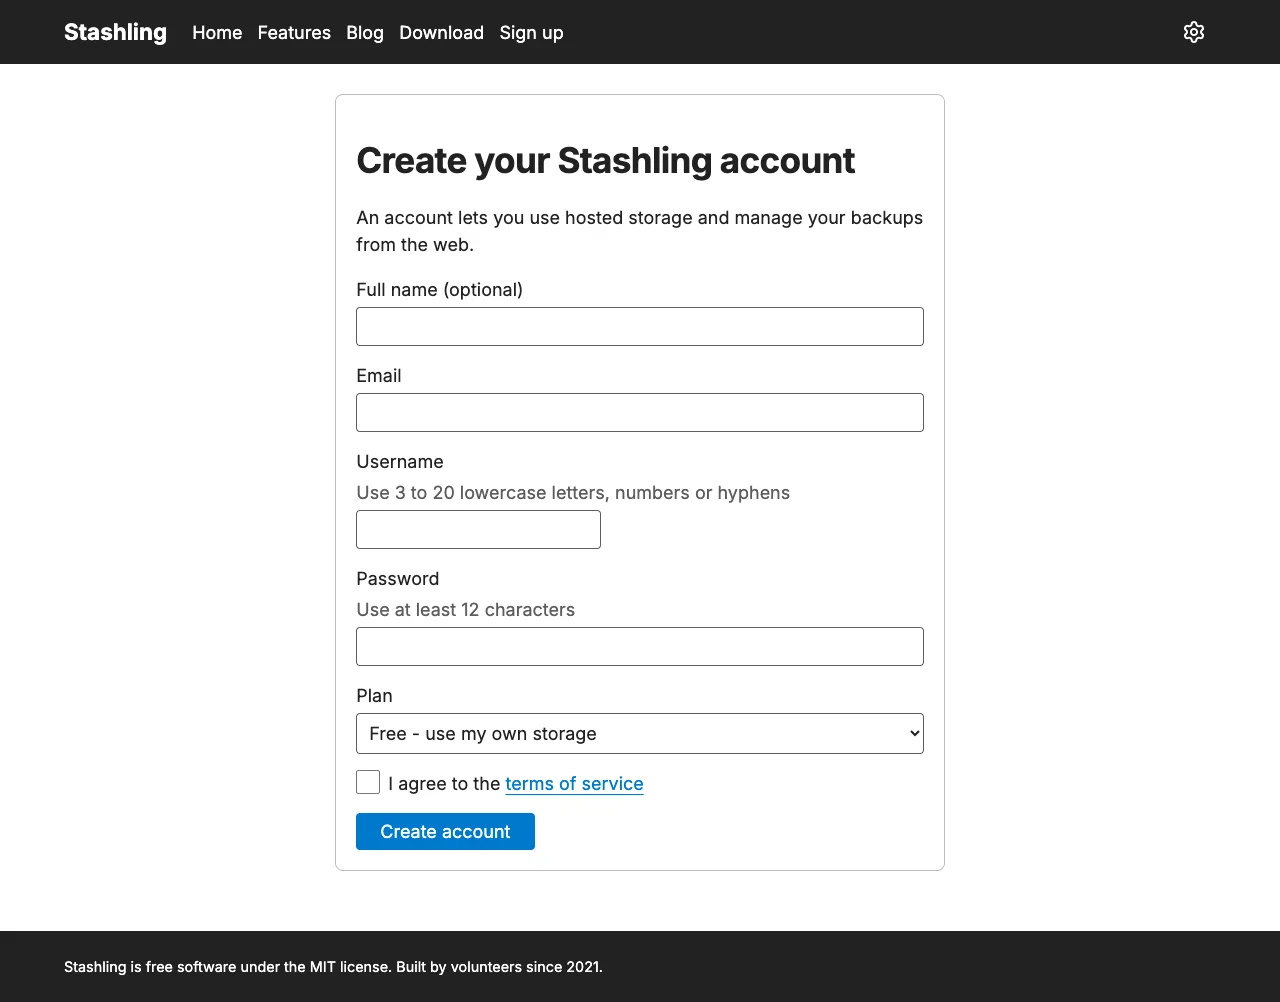 Stashling Home Features Blog Download Sign up
Create your Stashling account
An account lets you use hosted storage and manage your backups
from the web.
Full name (optional)
Email
Username
Use 3 to 20 lowercase letters, numbers or hyphens
Password
Use at least 12 characters
Plan
Free - use my own storage
I agree to the terms of service
Create account
Stashling is free software under the MIT license. Built by volunteers since 2021.